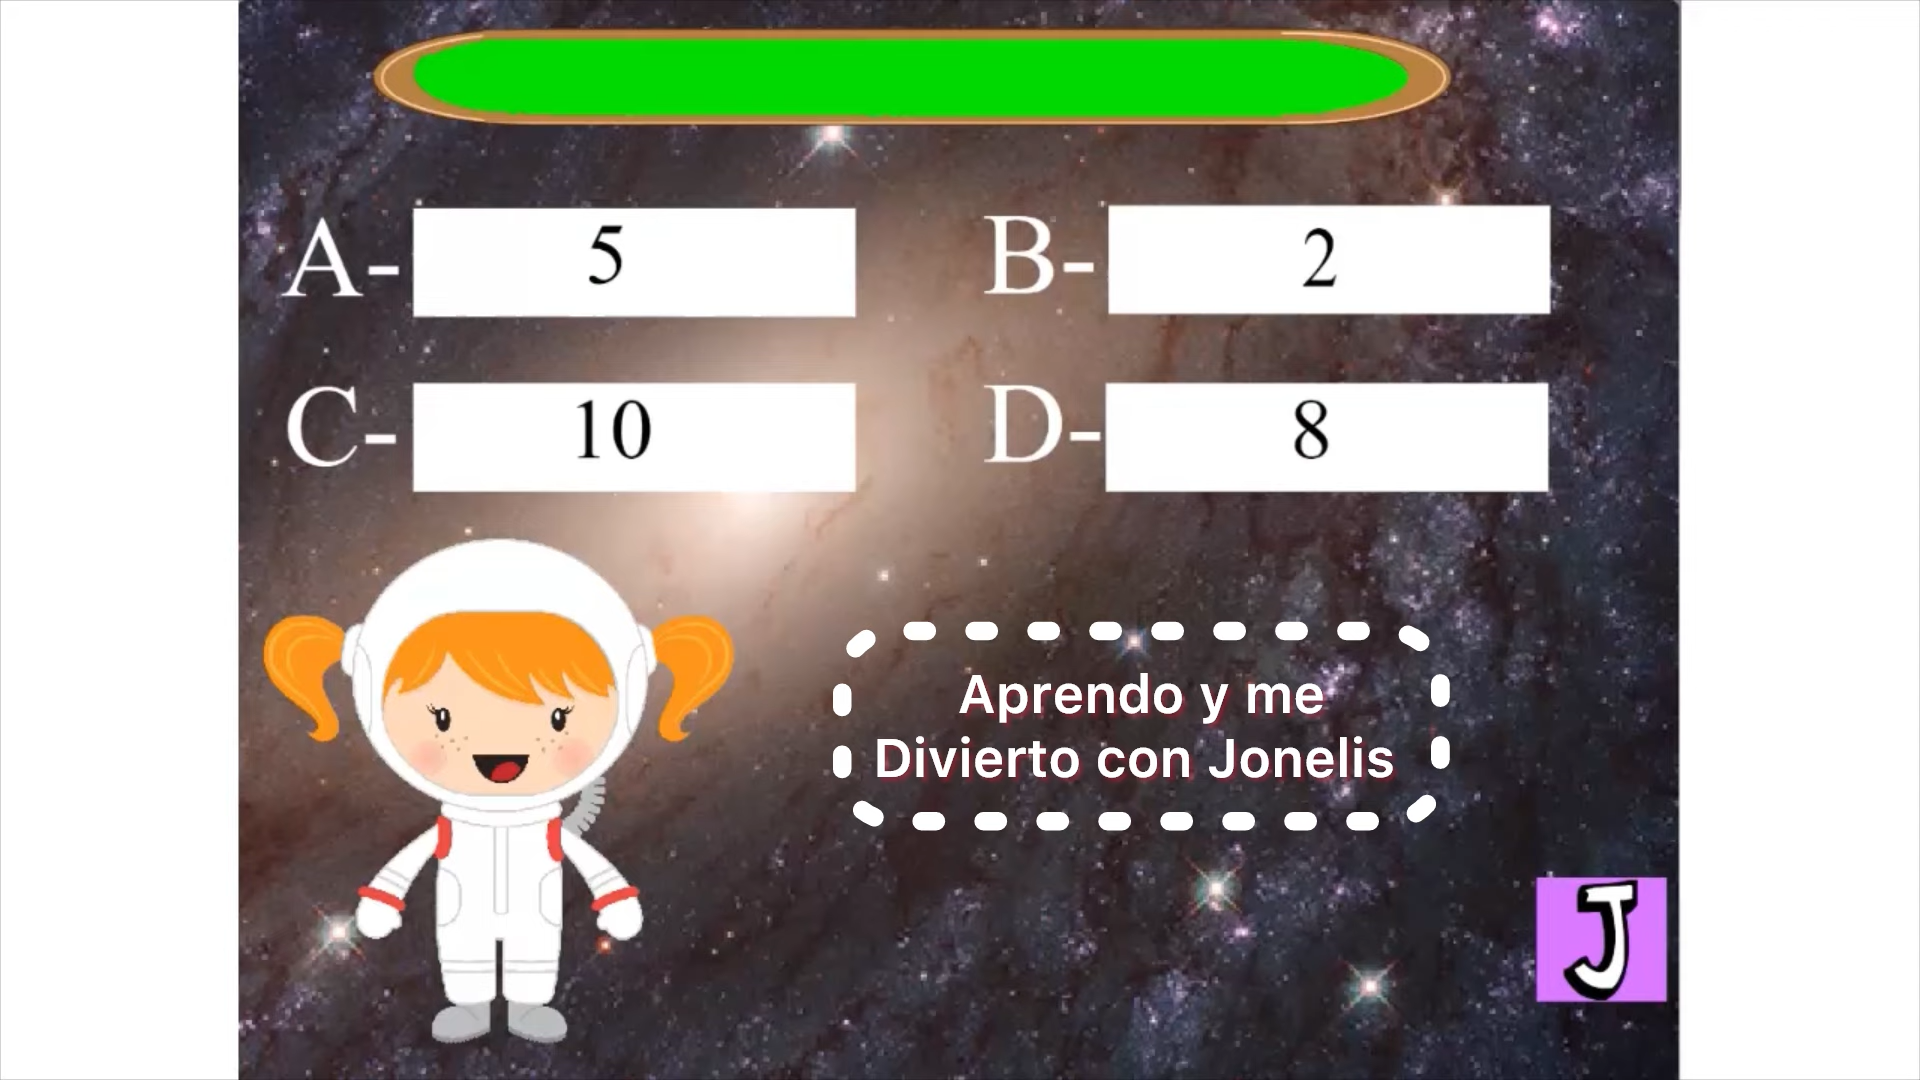 A- 5 B- 2
C- 10 D- 8
Aprendo y me
Divierto con Jonelis
J